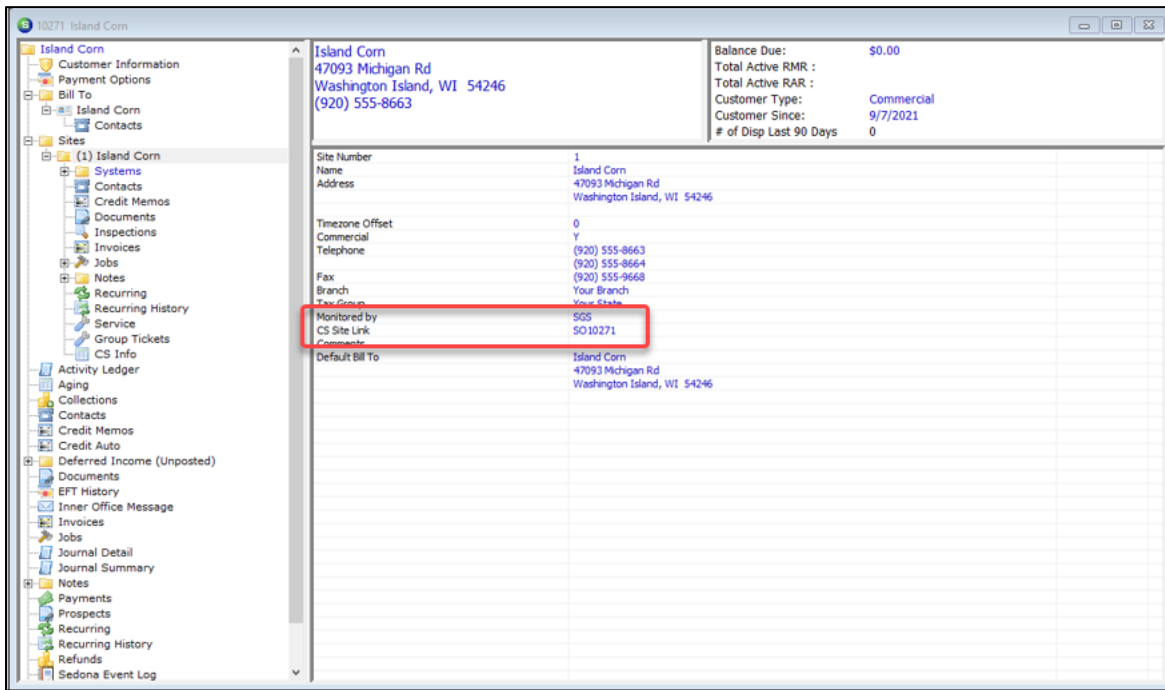 10271 Island Corn
Island Corn
Customer Information
Payment Options
Bill To
Island Corn
Contacts
Sites
(1) Island Corn
Systems
Contacts
Credit Memos
Documents
Inspections
Invoices
Jobs
Notes
Recurring
Recurring History
Service
Group Tickets
CS Info
Activity Ledger
Aging
Collections
Contacts
Credit Memos
Credit Auto
Deferred Income (Unposted)
Documents
EFT History
Inner Office Message
Invoices
Jobs
Journal Detail
Journal Summary
Notes
Payments
Prospects
Recurring
Recurring History
Refunds
Sedona Event Log
Island Corn
47093 Michigan Rd
Washington Island, WI 54246
(920) 555-8663
Balance Due: $0.00
Total Active RMR :
Total Active RAR :
Customer Type: Commercial
Customer Since: 9/7/2021
# of Disp Last 90 Days 0
Site Number 1
Name Island Corn
Address 47093 Michigan Rd
Washington Island, WI 54246
Timezone Offset 0
Commercial Y
Telephone (920) 555-8663
(920) 555-8664
Fax (920) 555-9668
Branch Your Branch
Tax Group Your State
Monitored by SGS
CS Site Link SO10271
Comments
Default Bill To Island Corn
47093 Michigan Rd
Washington Island, WI 54246